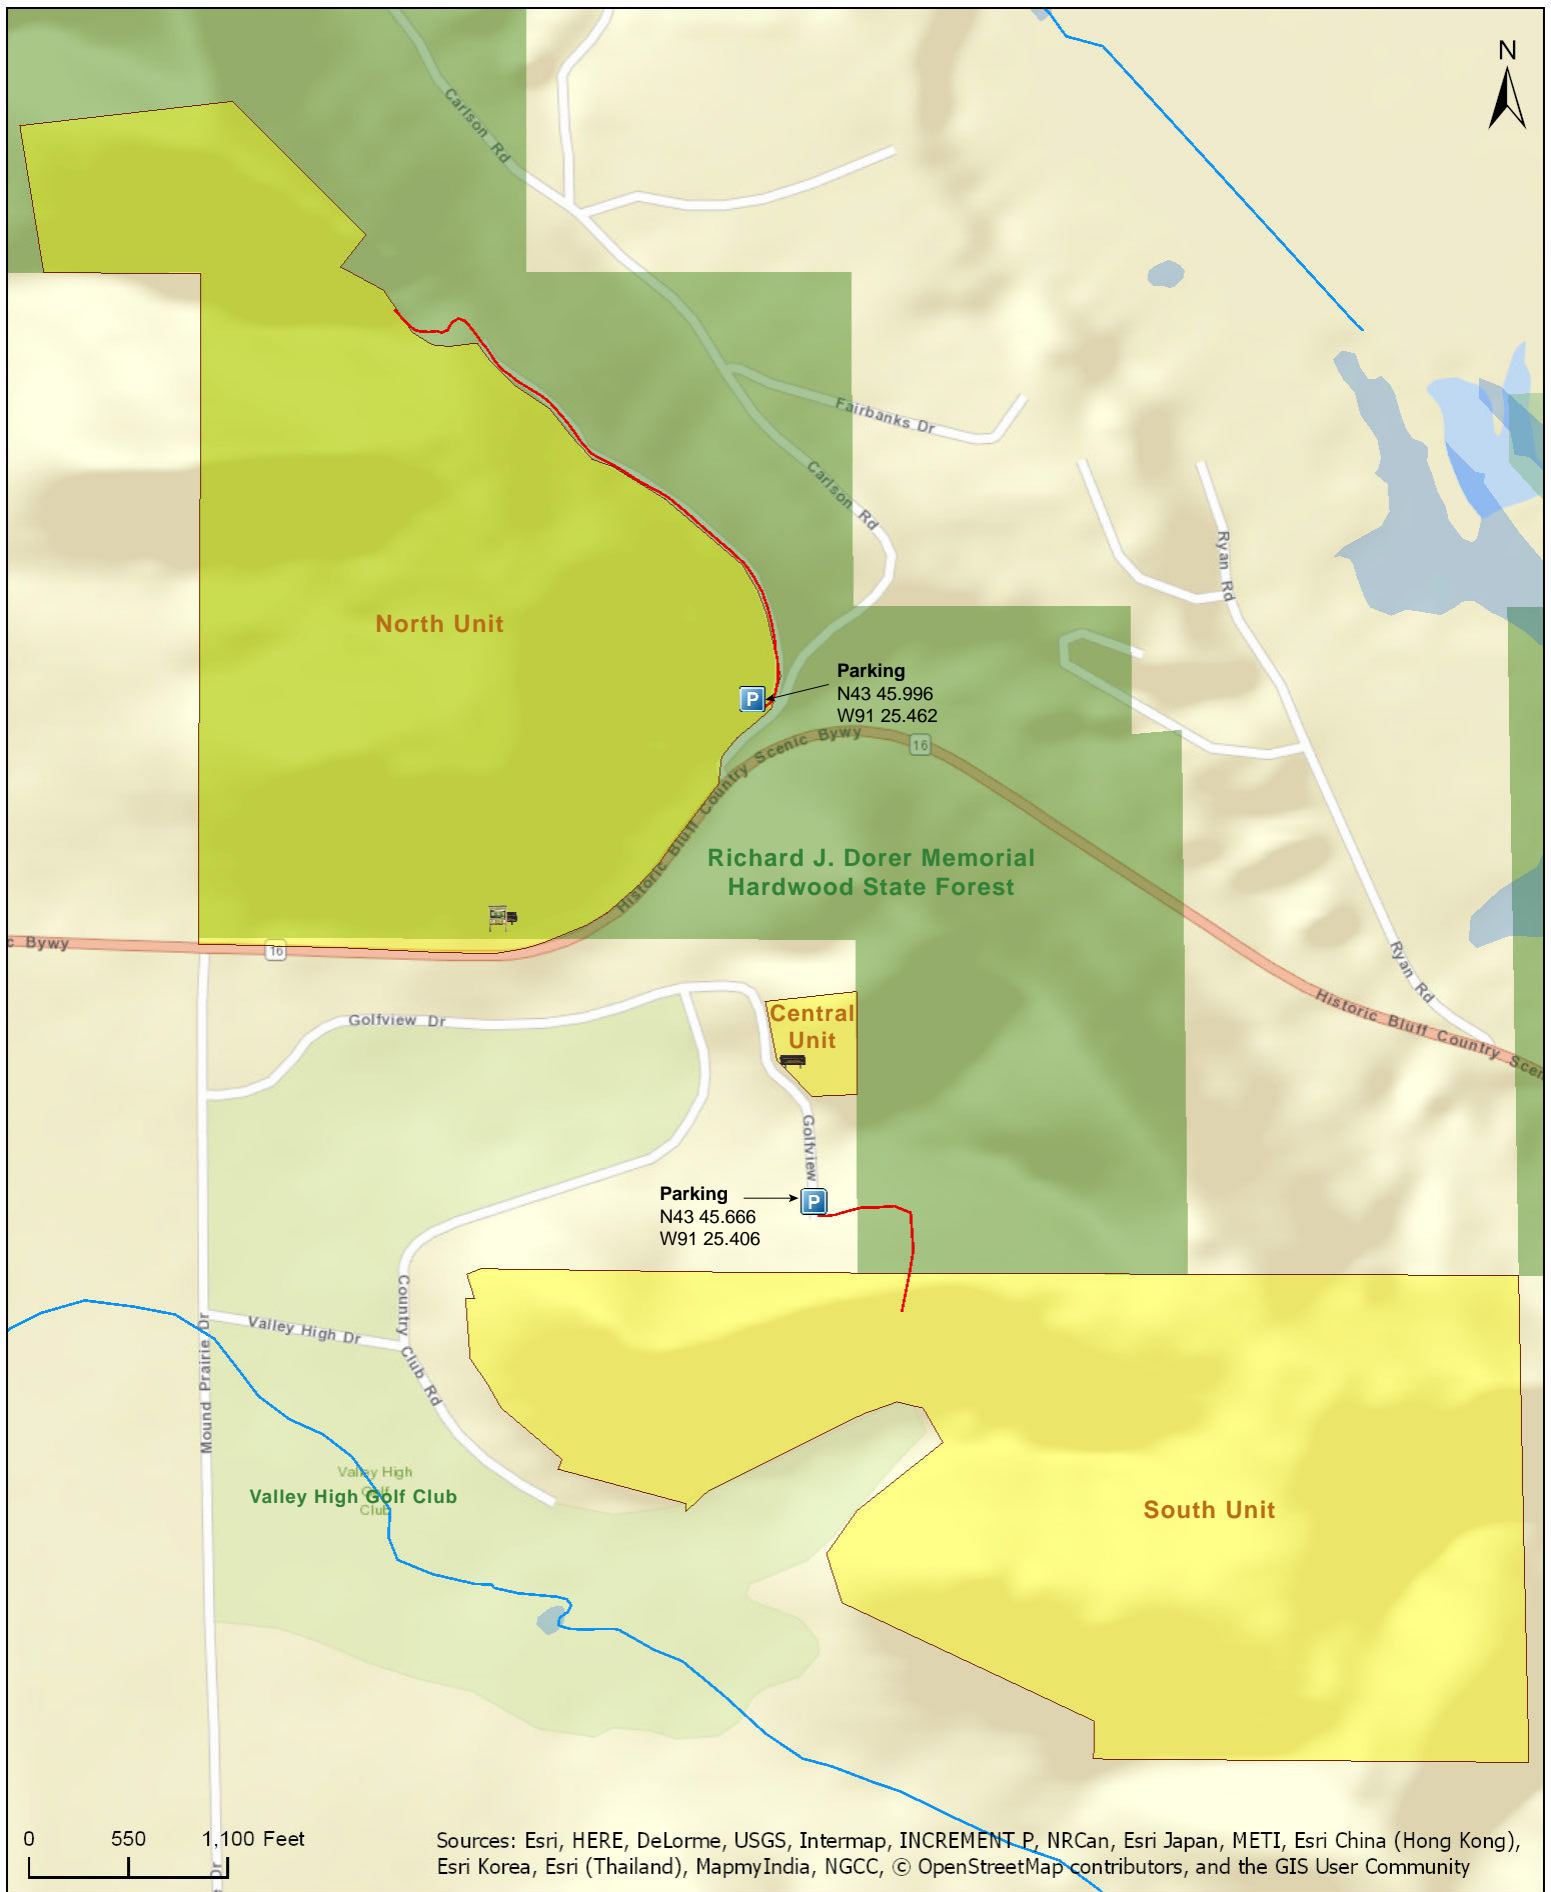 N
Carlson Rd
Fairbanks Dr
Carlson Rd
Ryan Rd
North Unit
P
Parking
N43 45.996
W91 25.462
Historic Bluff Country Scenic Bywy
16
Richard J. Dorer Memorial
Hardwood State Forest
c Bywy
16
Ryan Rd
Historic Bluff Country Scen
Golfview Dr
Central
Unit
Golfview
Parking
N43 45.666
W91 25.406
P
Country Club Rd
Valley High Dr
Mound Prairie Dr
Valley High
Golf
Club
Valley High Golf Club
South Unit
0 550 1,100 Feet
e Dr
Sources: Esri, HERE, DeLorme, USGS, Intermap, INCREMENT P, NRCan, Esri Japan, METI, Esri China (Hong Kong),
Esri Korea, Esri (Thailand), MapmyIndia, NGCC, © OpenStreetMap contributors, and the GIS User Community